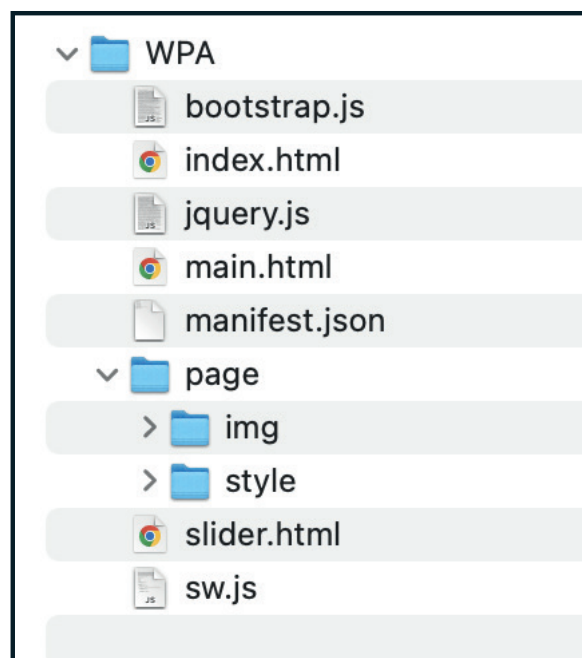 WPA
bootstrap.js
index.html
jquery.js
main.html
manifest.json
page
img
style
slider.html
sw.js